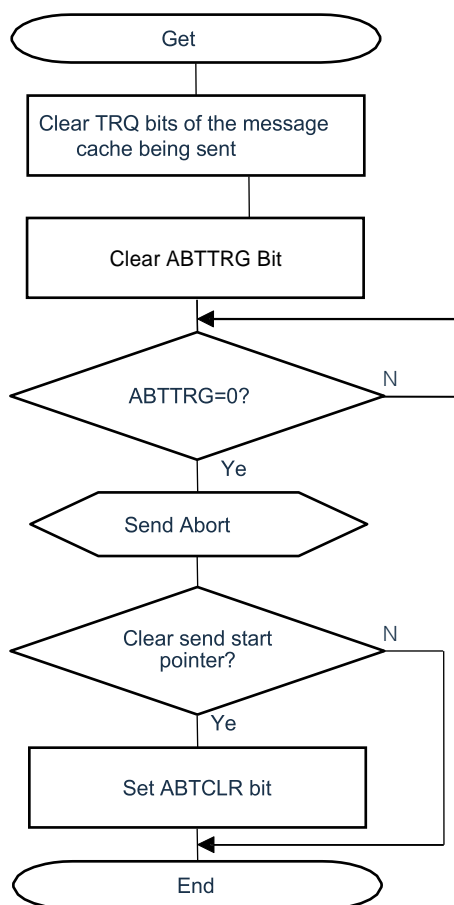 Get
Clear TRQ bits of the message
cache being sent
Clear ABTTRG Bit
ABTTRG=0?
N
Ye
Send Abort
Clear send start
pointer?
N
Ye
Set ABTCLR bit
End